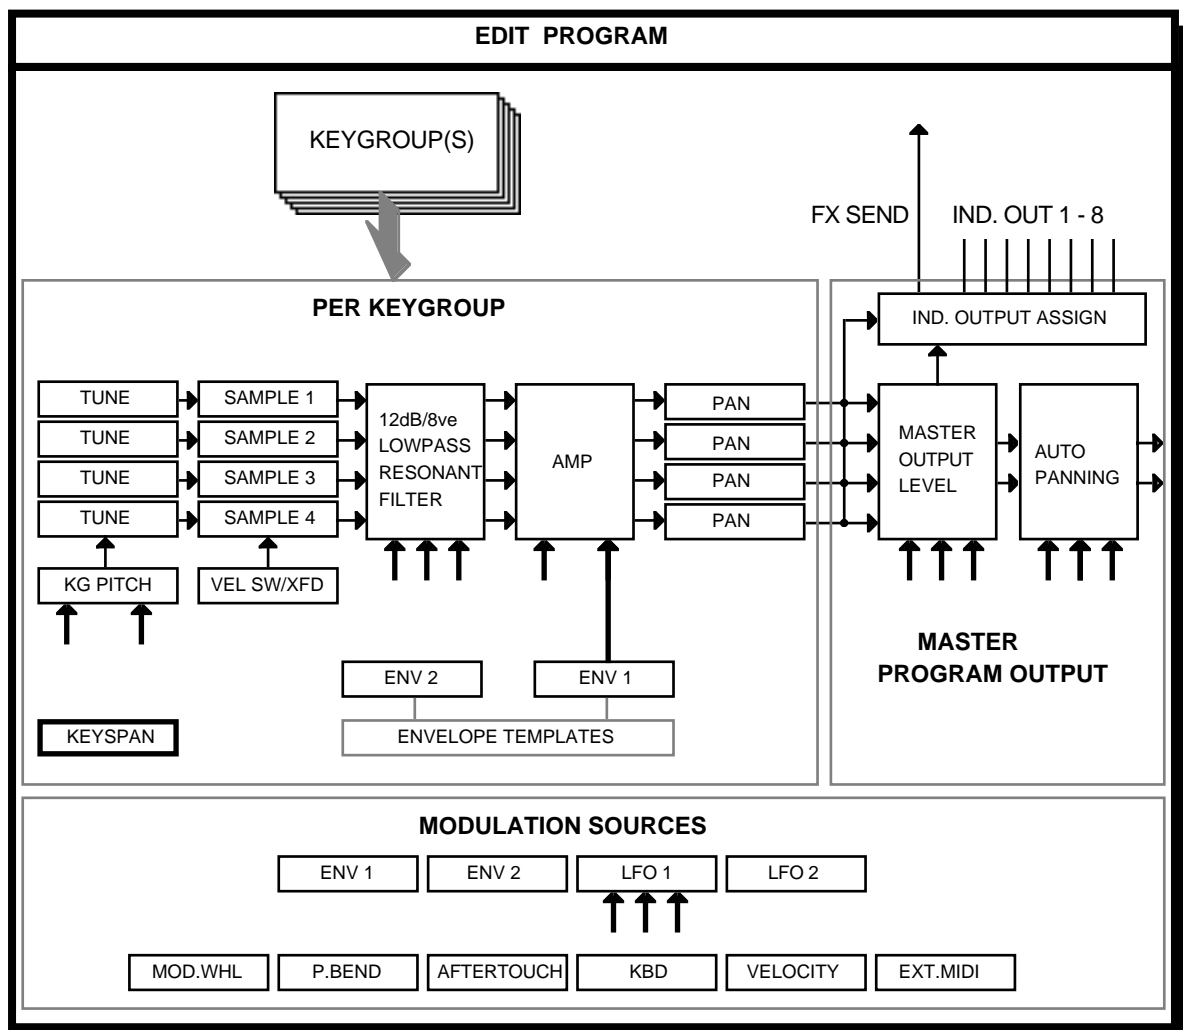 EDIT PROGRAM
KEYGROUP(S)
FX SEND
IND. OUT 1 - 8
PER KEYGROUP
IND. OUTPUT ASSIGN
TUNE
SAMPLE 1
TUNE
SAMPLE 2
TUNE
SAMPLE 3
TUNE
SAMPLE 4
12dB/8ve
LOWPASS
RESONANT
FILTER
AMP
PAN
PAN
PAN
PAN
MASTER
OUTPUT
LEVEL
AUTO
PANNING
KG PITCH
VEL SW/XFD
ENV 2
ENV 1
KEYSPAN
ENVELOPE TEMPLATES
MASTER
PROGRAM OUTPUT
MODULATION SOURCES
ENV 1
ENV 2
LFO 1
LFO 2
MOD.WHL
P.BEND
AFTERTOUCH
KBD
VELOCITY
EXT.MIDI